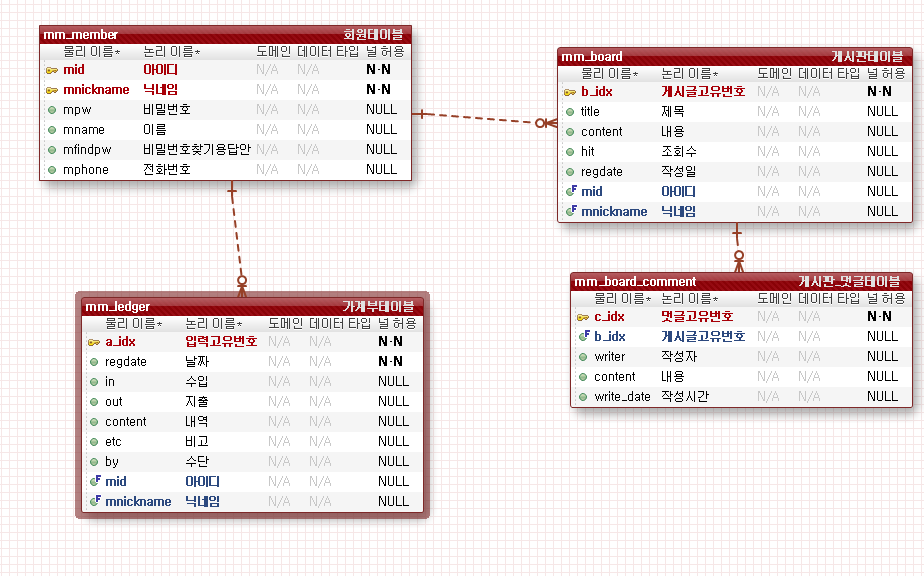 mm_member 회원테이블
물리 이름* 논리 이름* 도메인 데이터 타입 널 허용
mid 아이디 N/A N/A N-N
mnickname 닉네임 N/A N/A N-N
mpw 비밀번호 N/A N/A NULL
mname 이름 N/A N/A NULL
mfindpw 비밀번호찾기용답안 N/A N/A NULL
mphone 전화번호 N/A N/A NULL
mm_board 게시판테이블
물리 이름* 논리 이름* 도메인 데이터 타입 널 허용
b_idx 게시글고유번호 N/A N/A N-N
title 제목 N/A N/A NULL
content 내용 N/A N/A NULL
hit 조회수 N/A N/A NULL
regdate 작성일 N/A N/A NULL
F mid 아이디 N/A N/A NULL
F mnickname 닉네임 N/A N/A NULL
mm_ledger 가계부테이블
물리 이름* 논리 이름* 도메인 데이터 타입 널 허용
a_idx 입력고유번호 N/A N/A N-N
regdate 날짜 N/A N/A N-N
in 수입 N/A N/A NULL
out 지출 N/A N/A NULL
content 내역 N/A N/A NULL
etc 비고 N/A N/A NULL
by 수단 N/A N/A NULL
F mid 아이디 N/A N/A NULL
F mnickname 닉네임 N/A N/A NULL
mm_board_comment 게시판_댓글테이블
물리 이름* 논리 이름* 도메인 데이터 타입 널 허용
c_idx 댓글고유번호 N/A N/A N-N
F b_idx 게시글고유번호 N/A N/A NULL
writer 작성자 N/A N/A NULL
content 내용 N/A N/A NULL
write_date 작성시간 N/A N/A NULL